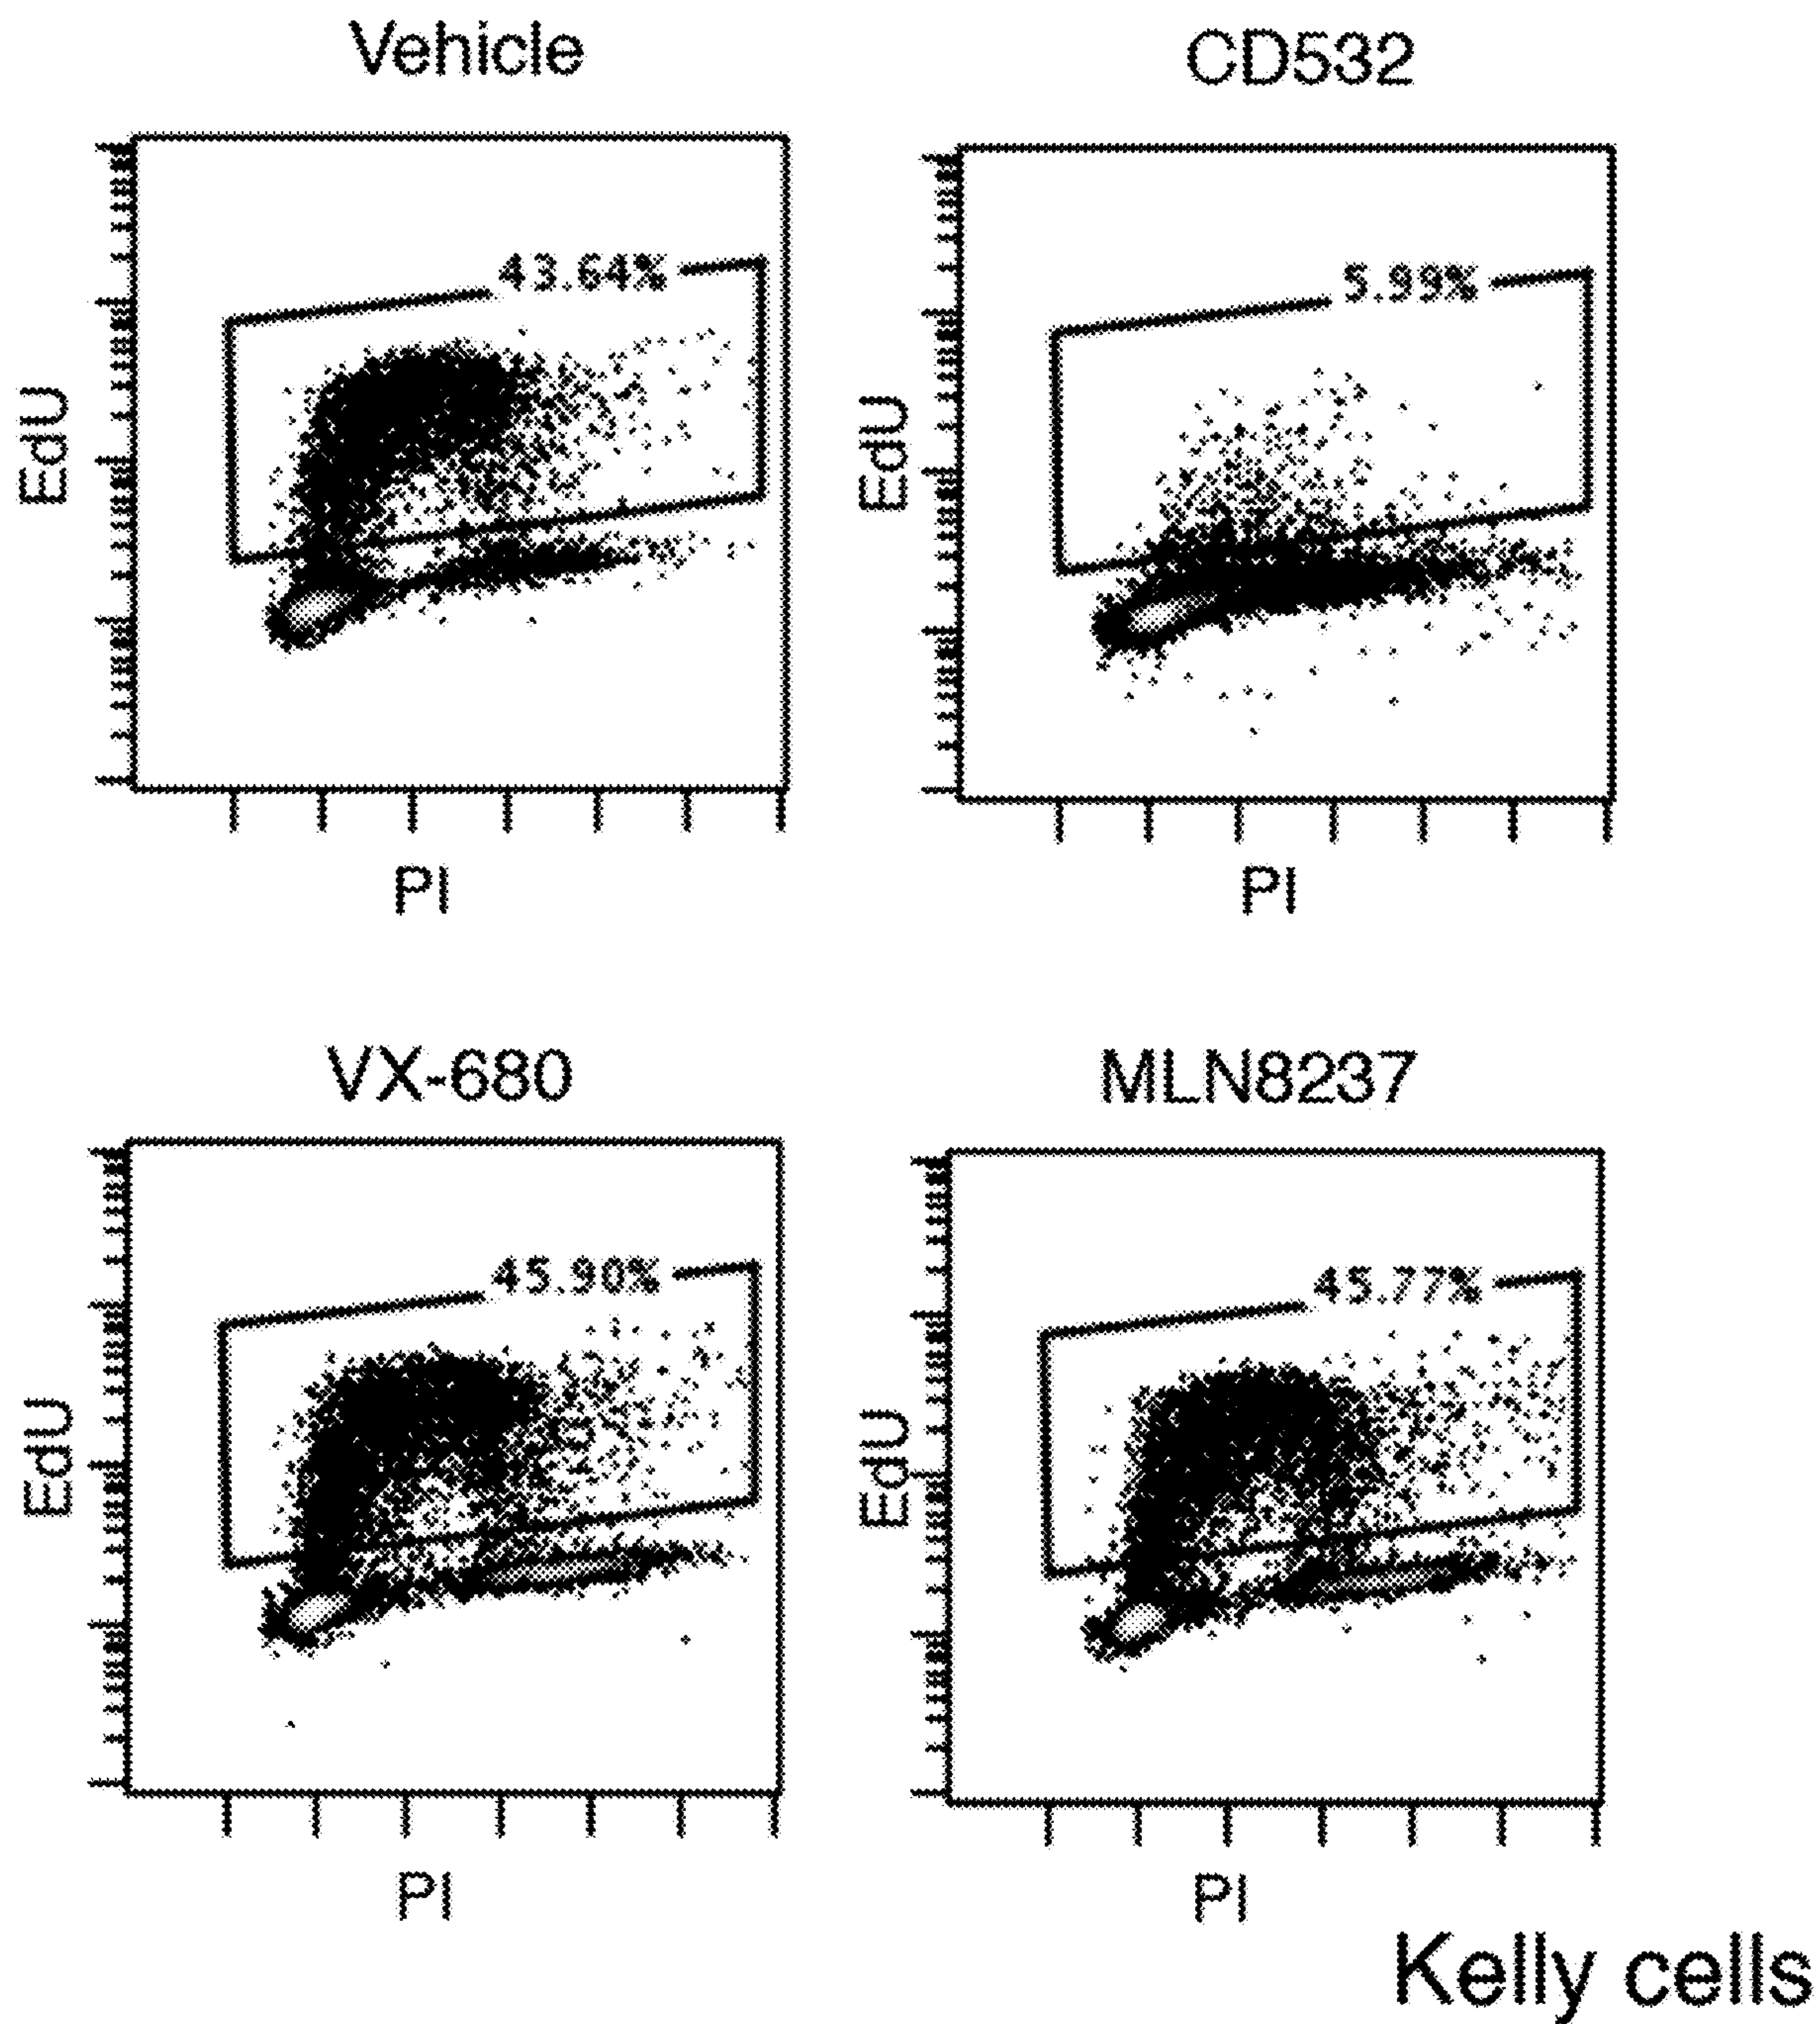 Vehicle
CD532
43.64%
5.99%
EdU
EdU
PI
PI
VX-680
MLN8237
45.90%
45.77%
EdU
EdU
PI
PI
Kelly cells